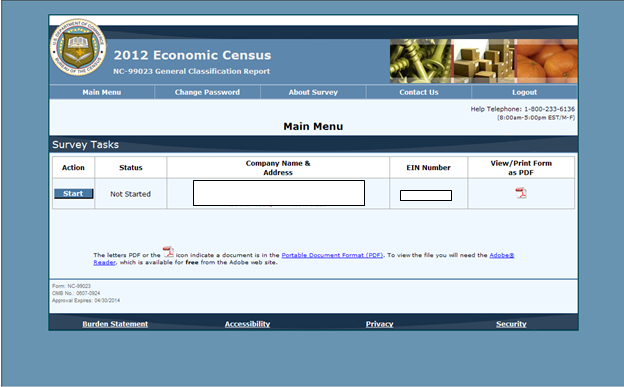 U.S. DEPARTMENT OF COMMERCE
BUREAU OF THE CENSUS
2012 Economic Census
NC-99023 General Classification Report
Main Menu
Change Password
About Survey
Contact Us
Logout
Help Telephone: 1-800-233-6136
(8:00am-5:00pm EST/M-F)
Main Menu
Survey Tasks
Action
Status
Company Name &
Address
EIN Number
View/Print Form
as PDF
Start
Not Started
The letters PDF or the icon indicate a document is in the Portable Document Format (PDF). To view the file you will need the Adobe®
Reader, which is available for free from the Adobe web site.
Form: NC-99023
OMB No.: 0607-0924
Approval Expires: 04/30/2014
Burden Statement
Accessibility
Privacy
Security